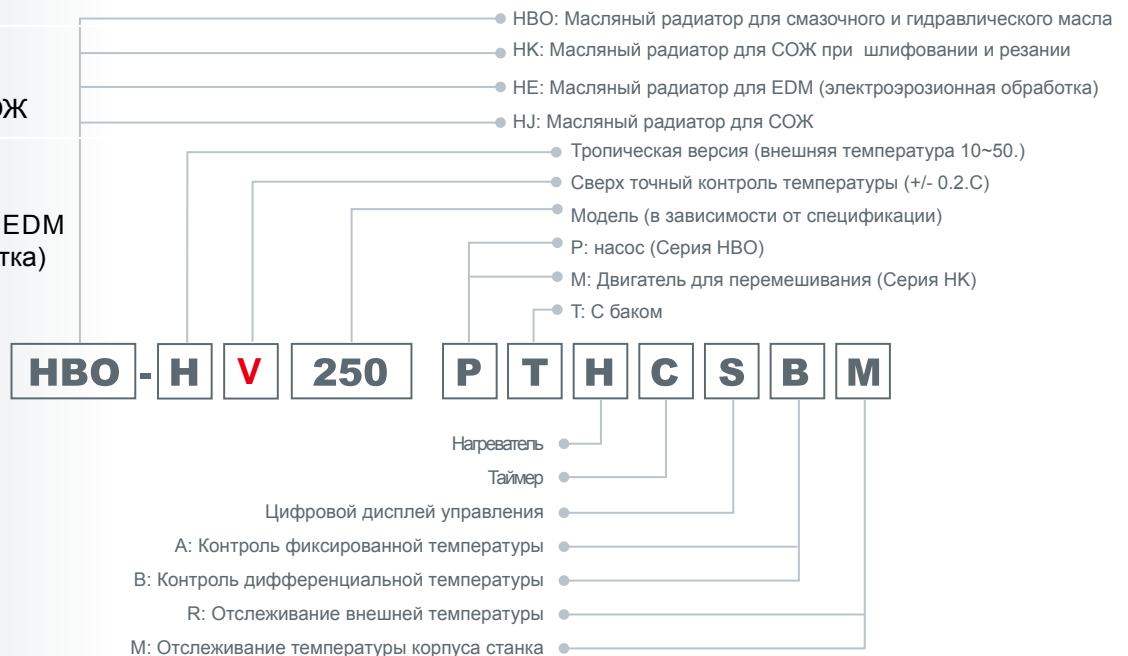 HBO: Масляный радиатор для смазочного и гидравлического масла
HK: Масляный радиатор для СОЖ при шлифовании и резании
HE: Масляный радиатор для EDM (электроэрозионная обработка)
HJ: Масляный радиатор для СОЖ
Тропическая версия (внешняя температура 10~50.)
Сверх точный контроль температуры (+/- 0.2.C)
Модель (в зависимости от спецификации)
P: насос (Серия HBO)
M: Двигатель для перемешивания (Серия HK)
T: С баком
EDM
HBO - H V 250 P T H C S B M
Нагреватель
Таймер
Цифровой дисплей управления
A: Контроль фиксированной температуры
B: Контроль дифференциальной температуры
R: Отслеживание внешней температуры
M: Отслеживание температуры корпуса станка